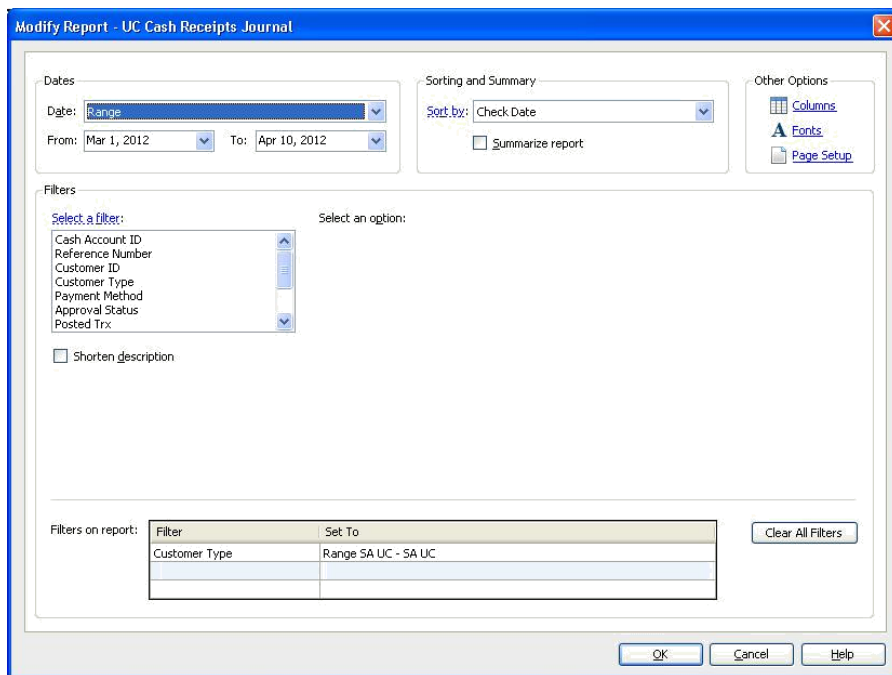 Modify Report - UC Cash Receipts Journal
Dates
Date: Range
From: Mar 1, 2012 To: Apr 10, 2012
Sorting and Summary
Sort by: Check Date
Summarize report
Other Options
Columns
A Fonts
Page Setup
Filters
Select a filter:
Cash Account ID
Reference Number
Customer ID
Customer Type
Payment Method
Approval Status
Posted Trx
Select an option:
Shorten description
Filters on report:
Filter Set To
Customer Type Range SA UC - SA UC
Clear All Filters
OK Cancel Help